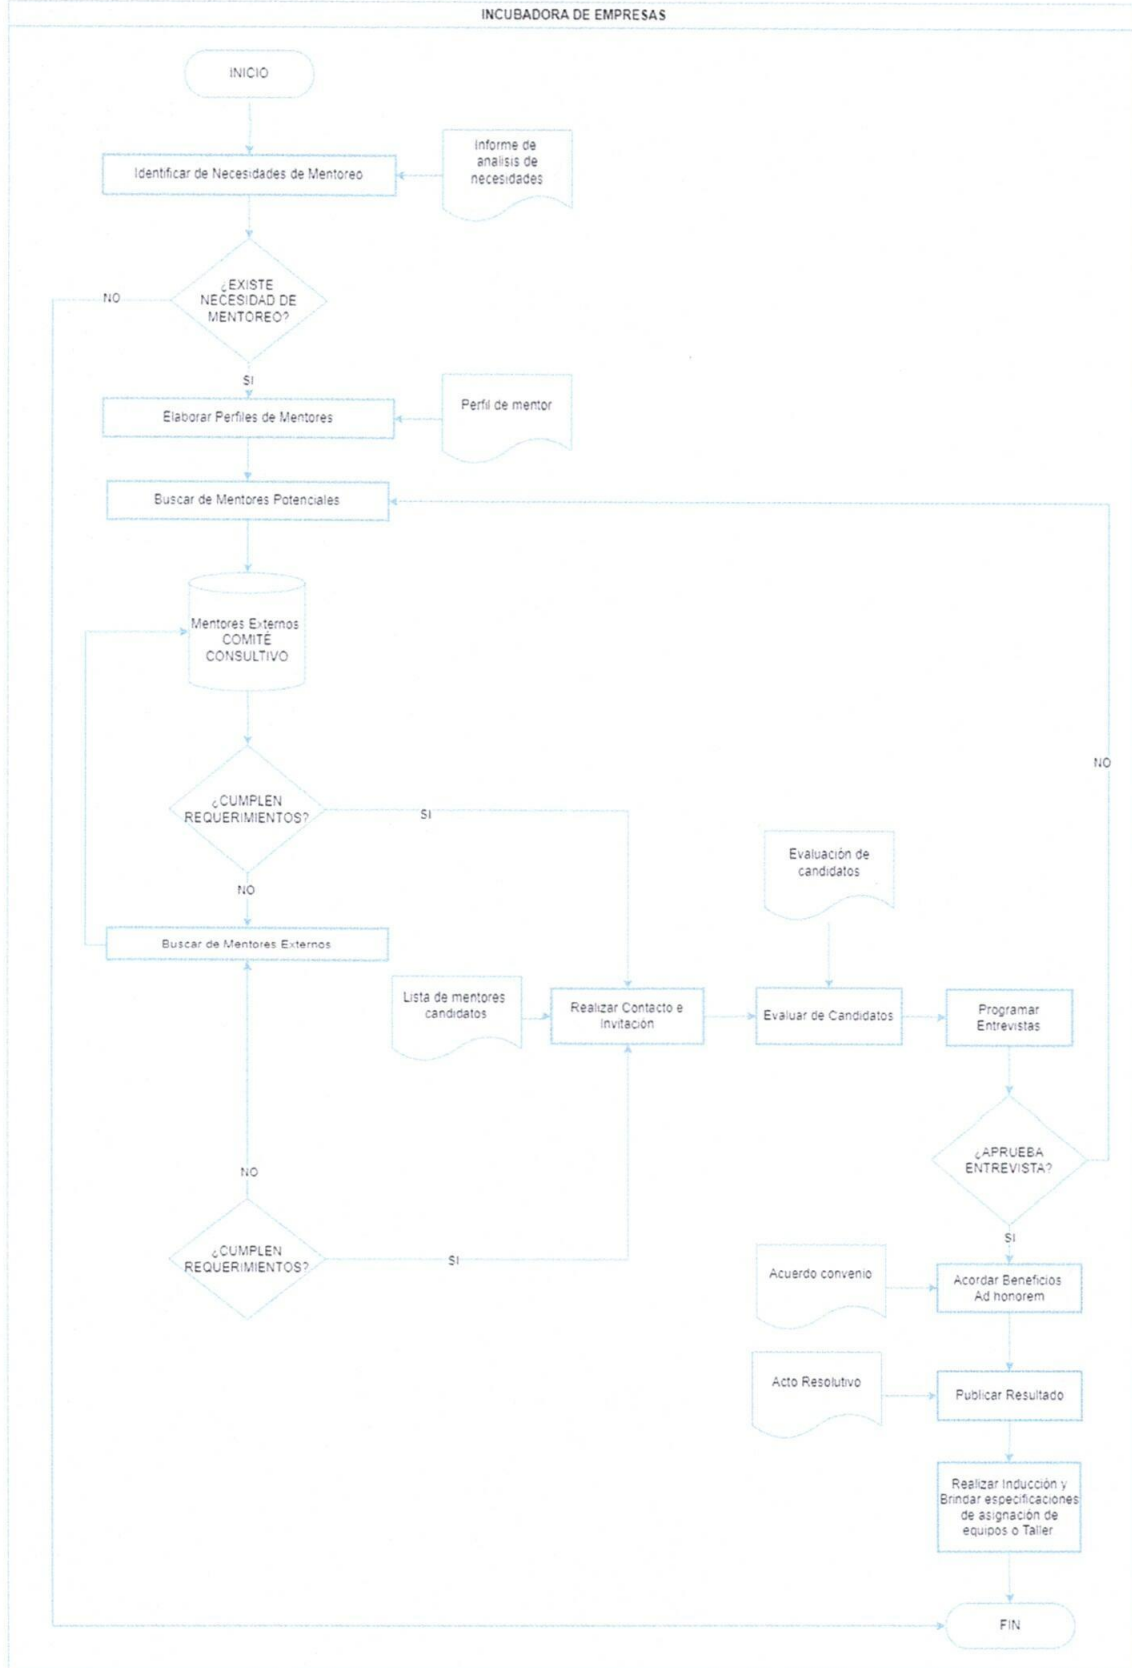 INCUBADORA DE EMPRESAS
INICIO
Informe de
analisis de
necesidades
Identificar de Necesidades de Mentoreo
¿EXISTE
NECESIDAD DE
MENTOREO?
NO
SI
Perfil de mentor
Elaborar Perfiles de Mentores
Buscar de Mentores Potenciales
Mentores Externos
COMITÉ
CONSULTIVO
NO
¿CUMPLEN
REQUERIMIENTOS?
SI
Evaluación de
candidatos
NO
Buscar de Mentores Externos
Lista de mentores
candidatos
Realizar Contacto e
Invitación
Evaluar de Candidatos
Programar
Entrevistas
¿APRUEBA
ENTREVISTA?
NO
SI
¿CUMPLEN
REQUERIMIENTOS?
SI
Acuerdo convenio
Acordar Beneficios
Ad honorem
Acto Resolutivo
Publicar Resultado
Realizar Inducción y
Brindar especificaciones
de asignación de
equipos o Taller
FIN